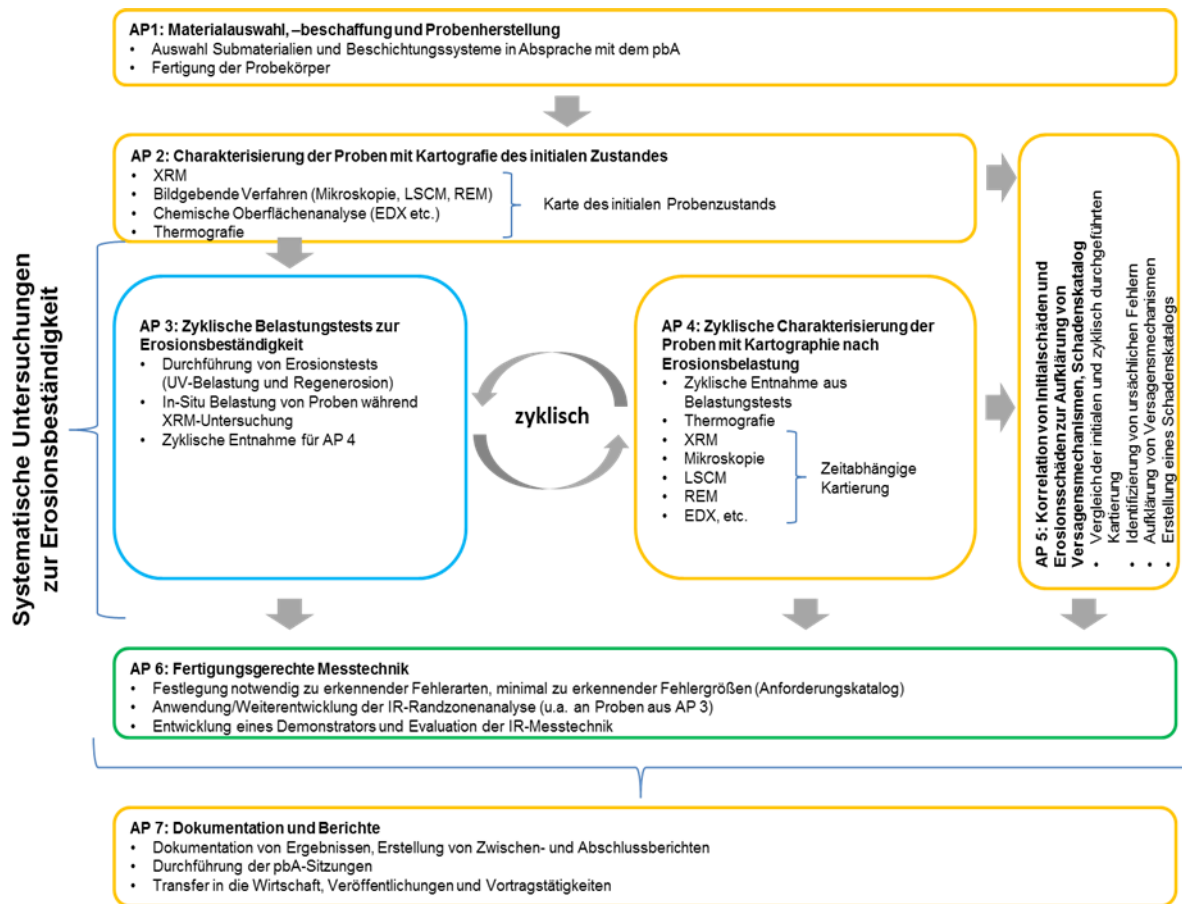 AP1: Materialauswahl, –beschaffung und Probenherstellung
• Auswahl Submaterialien und Beschichtungssysteme in Absprache mit dem pbA
• Fertigung der Probekörper
AP 2: Charakterisierung der Proben mit Kartografie des initialen Zustandes
• XRM
• Bildgebende Verfahren (Mikroskopie, LSCM, REM)
• Chemische Oberflächenanalyse (EDX etc.)
• Thermografie
Karte des initialen Probenzustands
Systematische Untersuchungen
zur Erosionsbeständigkeit
AP 3: Zyklische Belastungstests zur
Erosionsbeständigkeit
• Durchführung von Erosionstests
(UV-Belastung und Regenerosion)
• In-Situ Belastung von Proben während
XRM-Untersuchung
• Zyklische Entnahme für AP 4
zyklisch
AP 4: Zyklische Charakterisierung der
Proben mit Kartographie nach
Erosionsbelastung
• Zyklische Entnahme aus
Belastungstests
• Thermografie
• XRM
• Mikroskopie
• LSCM
• REM
• EDX, etc.
Zeitabhängige
Kartierung
AP 5: Korrelation von Initialschäden und
Erosionsschäden zur Aufklärung von
Versagensmechanismen, Schadenskatalog
• Vergleich der initialen und zyklisch durchgeführten
Kartierung
• Identifizierung von ursächlichen Fehlern
• Aufklärung von Versagensmechanismen
• Erstellung eines Schadenskatalogs
AP 6: Fertigungsgerechte Messtechnik
• Festlegung notwendig zu erkennender Fehlerarten, minimal zu erkennender Fehlergrößen (Anforderungskatalog)
• Anwendung/Weiterentwicklung der IR-Randzonenanalyse (u.a. an Proben aus AP 3)
• Entwicklung eines Demonstrators und Evaluation der IR-Messtechnik
AP 7: Dokumentation und Berichte
• Dokumentation von Ergebnissen, Erstellung von Zwischen- und Abschlussberichten
• Durchführung der pbA-Sitzungen
• Transfer in die Wirtschaft, Veröffentlichungen und Vortragstätigkeiten